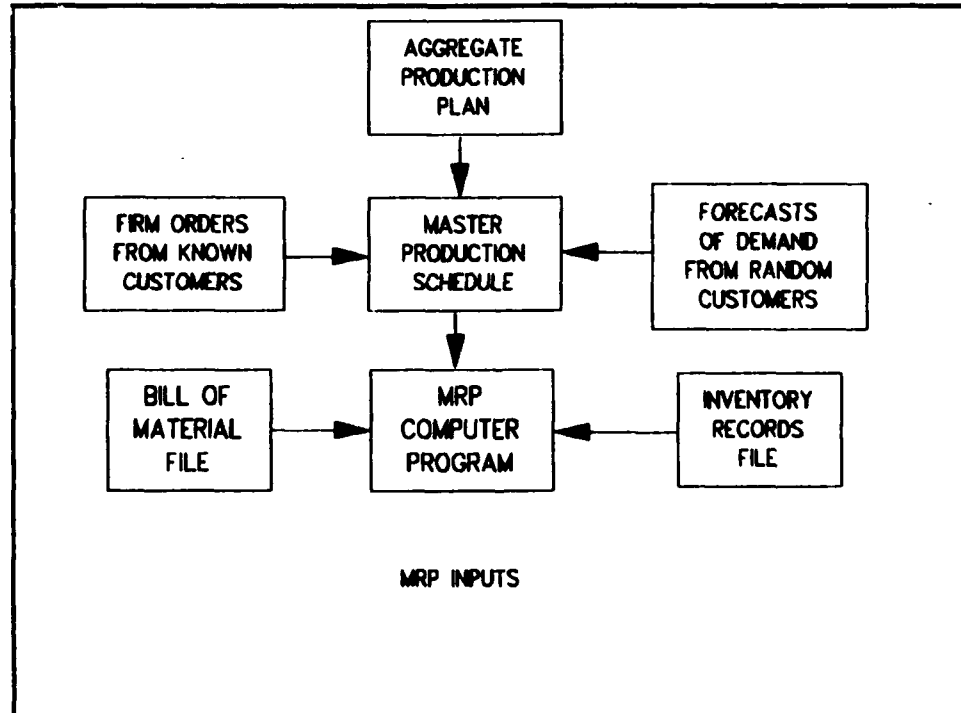 AGGREGATE
PRODUCTION
PLAN
FIRM ORDERS
FROM KNOWN
CUSTOMERS
MASTER
PRODUCTION
SCHEDULE
FORECASTS
OF DEMAND
FROM RANDOM
CUSTOMERS
BILL OF
MATERIAL
FILE
MRP
COMPUTER
PROGRAM
INVENTORY
RECORDS
FILE
MRP INPUTS